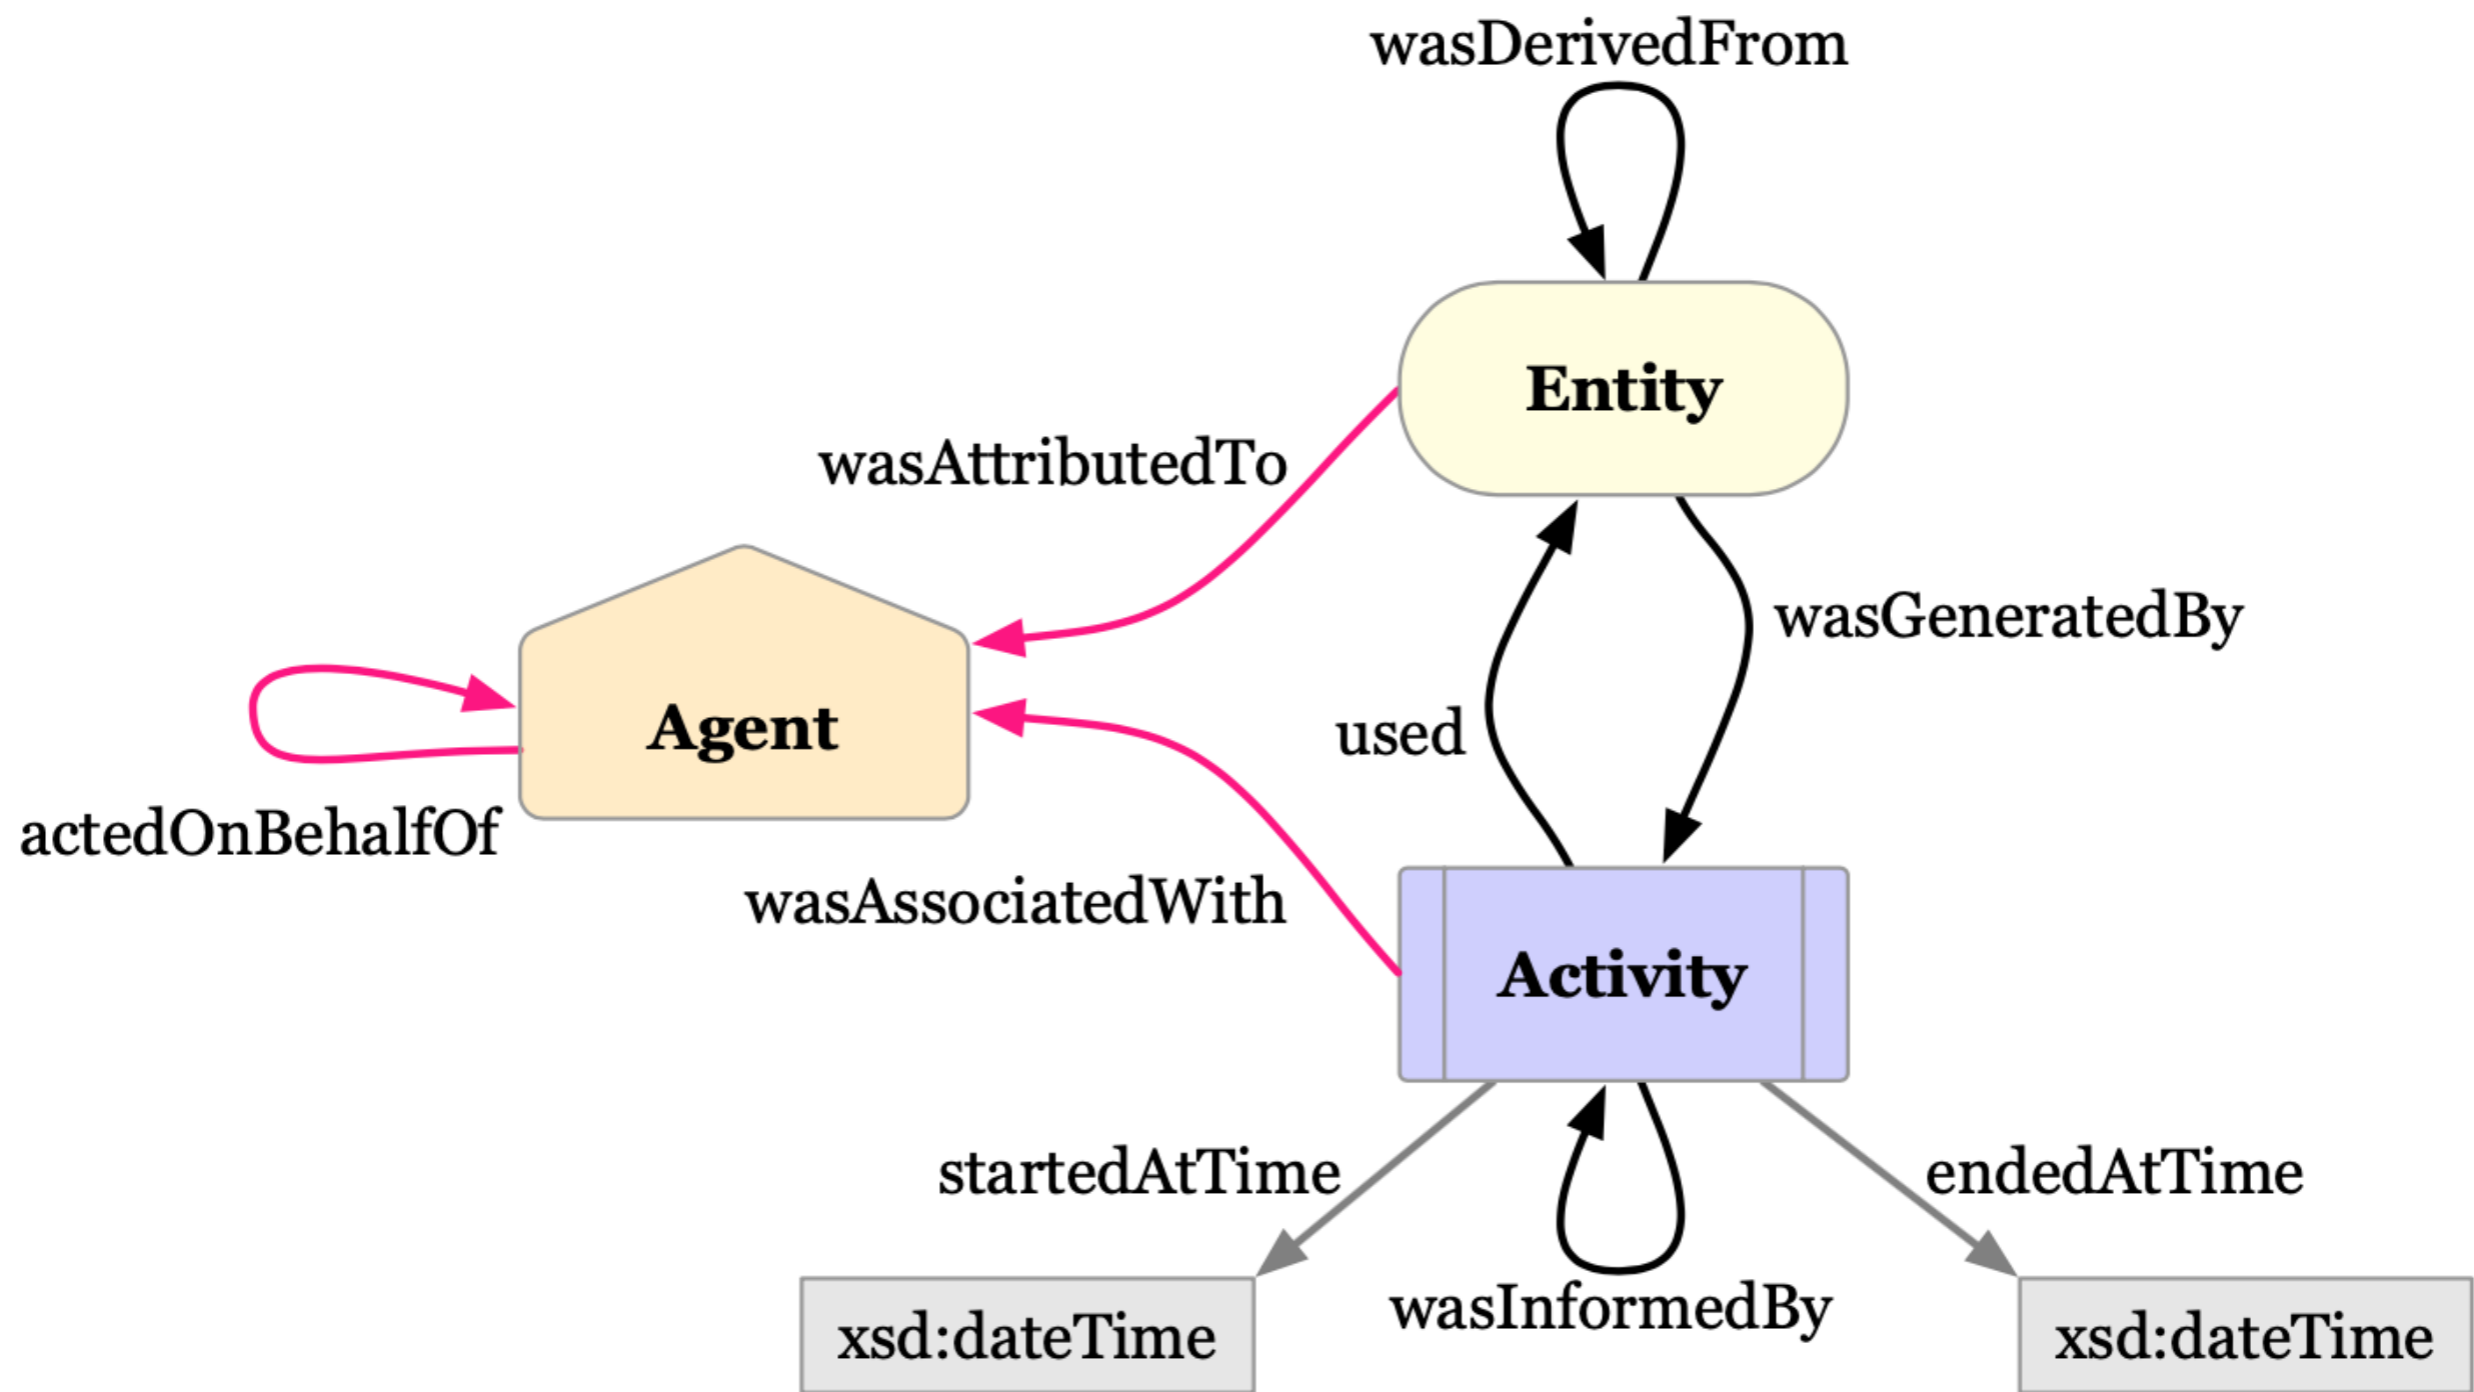 wasDerivedFrom
Entity
wasAttributedTo
wasGeneratedBy
Agent
used
actedOnBehalfOf
wasAssociatedWith
Activity
startedAtTime
endedAtTime
wasInformedBy
xsd:dateTime
xsd:dateTime